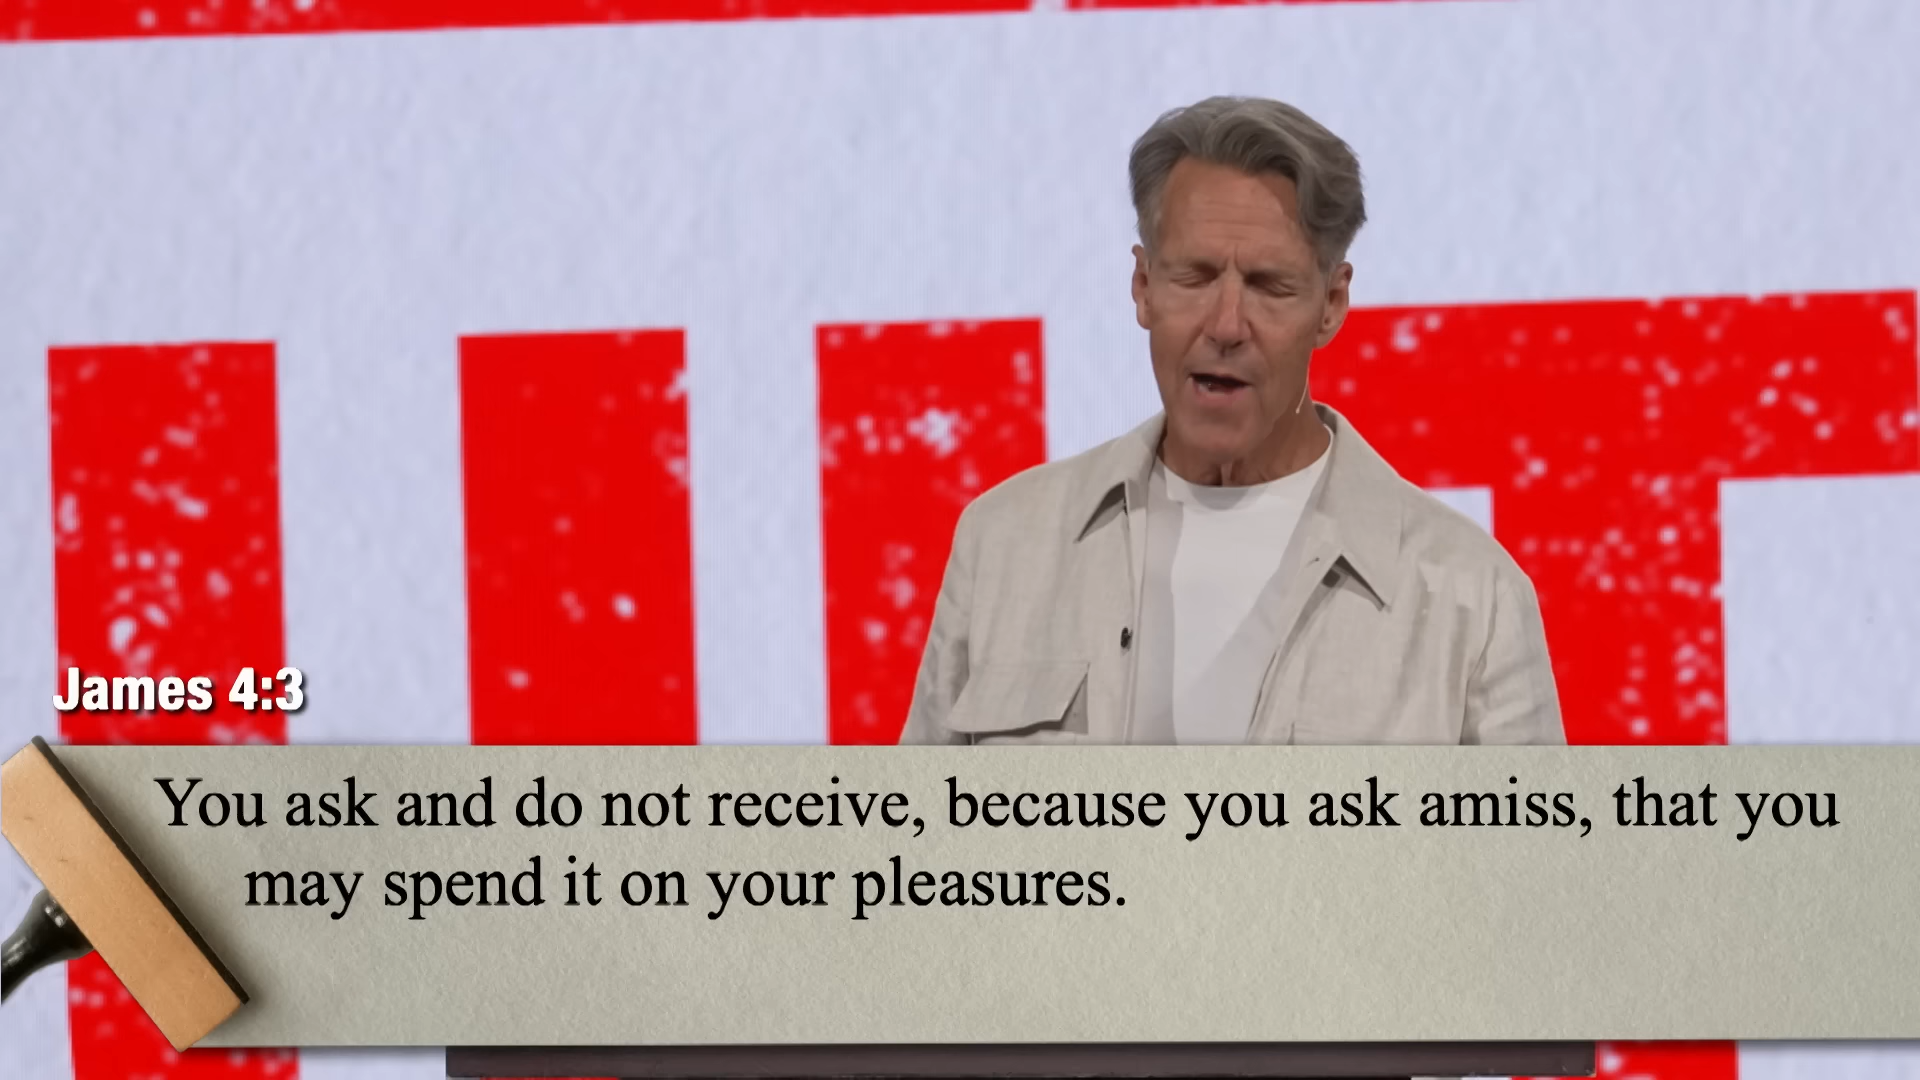 James 4:3
You ask and do not receive, because you ask amiss, that you
may spend it on your pleasures.